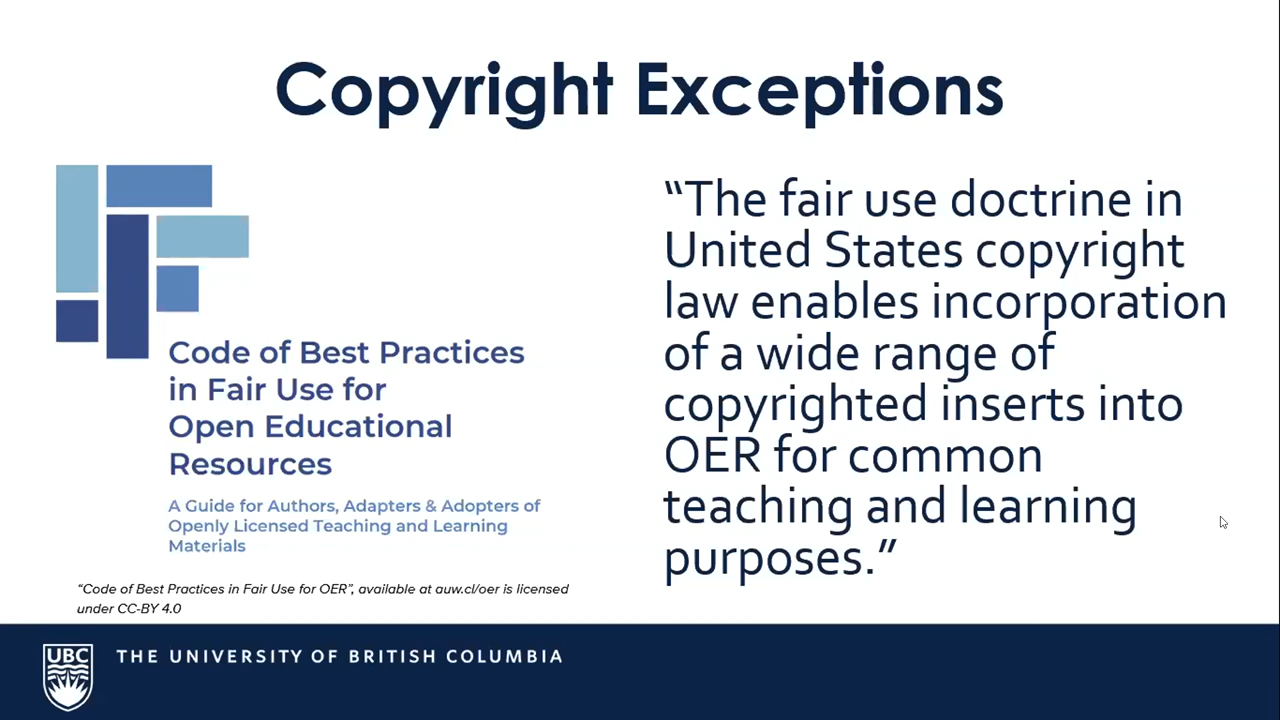 Copyright Exceptions
Code of Best Practices
in Fair Use for
Open Educational
Resources
A Guide for Authors, Adapters & Adopters of
Openly Licensed Teaching and Learning
Materials
“Code of Best Practices in Fair Use for OER”, available at auw.cl/oer is licensed
under CC-BY 4.0
“The fair use doctrine in
United States copyright
law enables incorporation
of a wide range of
copyrighted inserts into
OER for common
teaching and learning
purposes.”
UBC
THE UNIVERSITY OF BRITISH COLUMBIA